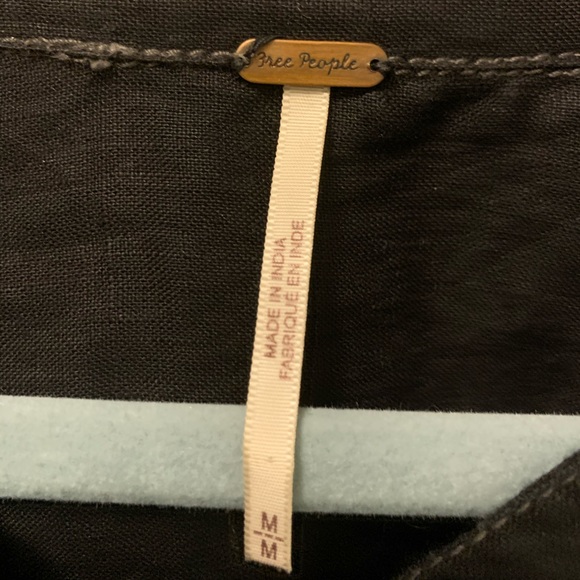 Free People
MADE IN INDIA
FABRIQUÉ EN INDE
M
M